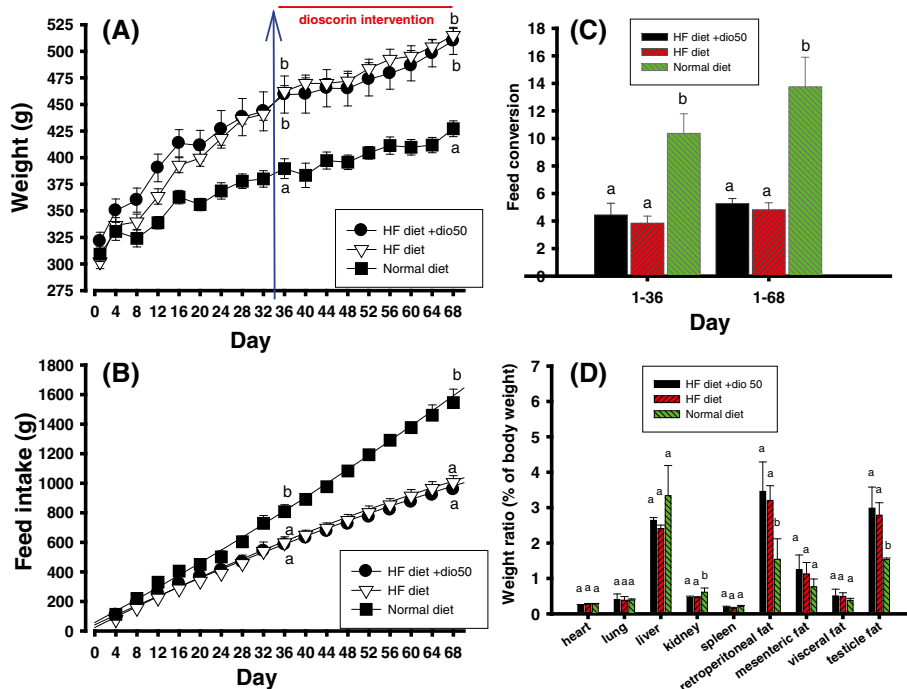 (A)
dioscorin intervention
b
b
b
b
a
a
Weight (g)
525
500
475
450
425
400
375
350
325
300
275
HF diet +dio50
HF diet
Normal diet
0 4 8 12 16 20 24 28 32 36 40 44 48 52 56 60 64 68
Day
(B)
b
a
a
b
a
a
Feed intake (g)
1800
1600
1400
1200
1000
800
600
400
200
0
HF diet +dio50
HF diet
Normal diet
0 4 8 12 16 20 24 28 32 36 40 44 48 52 56 60 64 68
Day
(C)
HF diet +dio50
HF diet
Normal diet
Feed conversion
18
16
14
12
10
8
6
4
2
0
a a b
a a b
1-36 1-68
Day
(D)
HF diet +dio 50
HF diet
Normal diet
Weight ratio (% of body weight)
7
6
5
4
3
2
1
0
a a a
a a a
a a a
a a b
a a a
a a b
a a a
a a a
a a b
heart
lung
liver
kidney
spleen
retroperitoneal fat
mesenteric fat
visceral fat
testicle fat